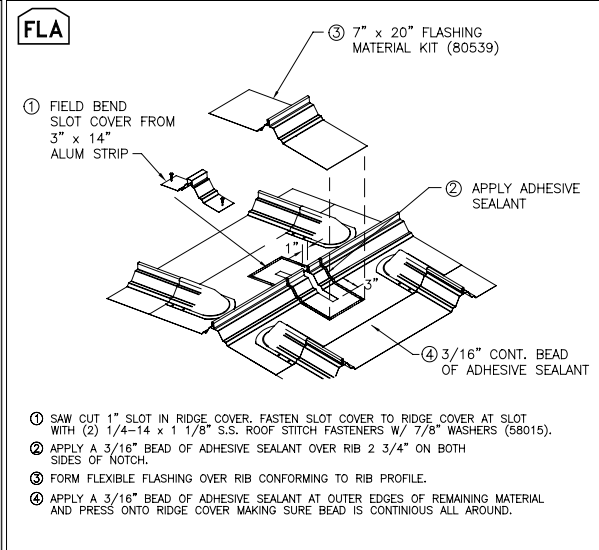 FLA
③ 7" x 20" FLASHING
MATERIAL KIT (80539)
① FIELD BEND
SLOT COVER FROM
3" x 14"
ALUM STRIP
② APPLY ADHESIVE
SEALANT
1"
3"
④ 3/16" CONT. BEAD
OF ADHESIVE SEALANT
① SAW CUT 1" SLOT IN RIDGE COVER. FASTEN SLOT COVER TO RIDGE COVER AT SLOT
WITH (2) 1/4-14 x 1 1/8" S.S. ROOF STITCH FASTENERS W/ 7/8" WASHERS (58015).
② APPLY A 3/16" BEAD OF ADHESIVE SEALANT OVER RIB 2 3/4" ON BOTH
SIDES OF NOTCH.
③ FORM FLEXIBLE FLASHING OVER RIB CONFORMING TO RIB PROFILE.
④ APPLY A 3/16" BEAD OF ADHESIVE SEALANT AT OUTER EDGES OF REMAINING MATERIAL
AND PRESS ONTO RIDGE COVER MAKING SURE BEAD IS CONTINIOUS ALL AROUND.